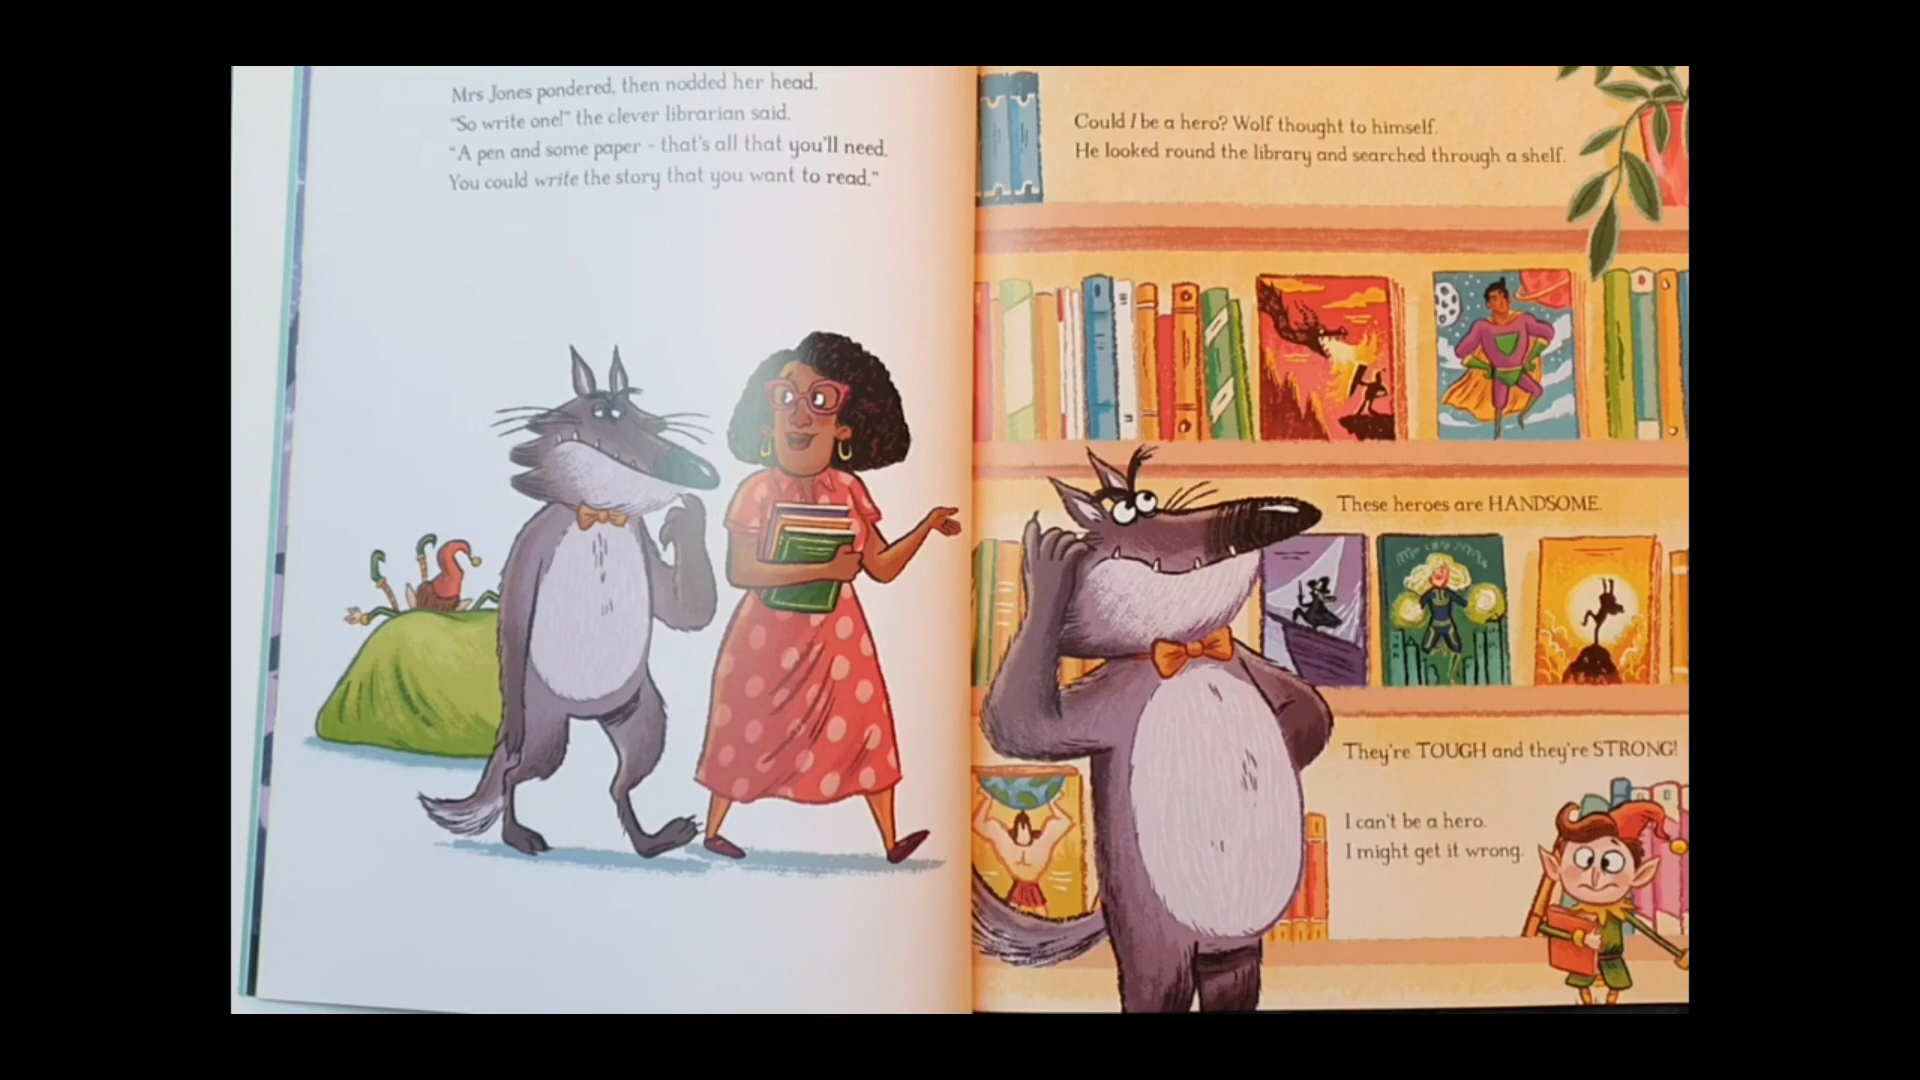 Mrs Jones pondered, then nodded her head.
"So write one!" the clever librarian said.
"A pen and some paper - that's all that you'll need.
You could write the story that you want to read."
Could I be a hero? Wolf thought to himself.
He looked round the library and searched through a shelf.
These heroes are HANDSOME.
They're TOUGH and they're STRONG!
I can't be a hero.
I might get it wrong.